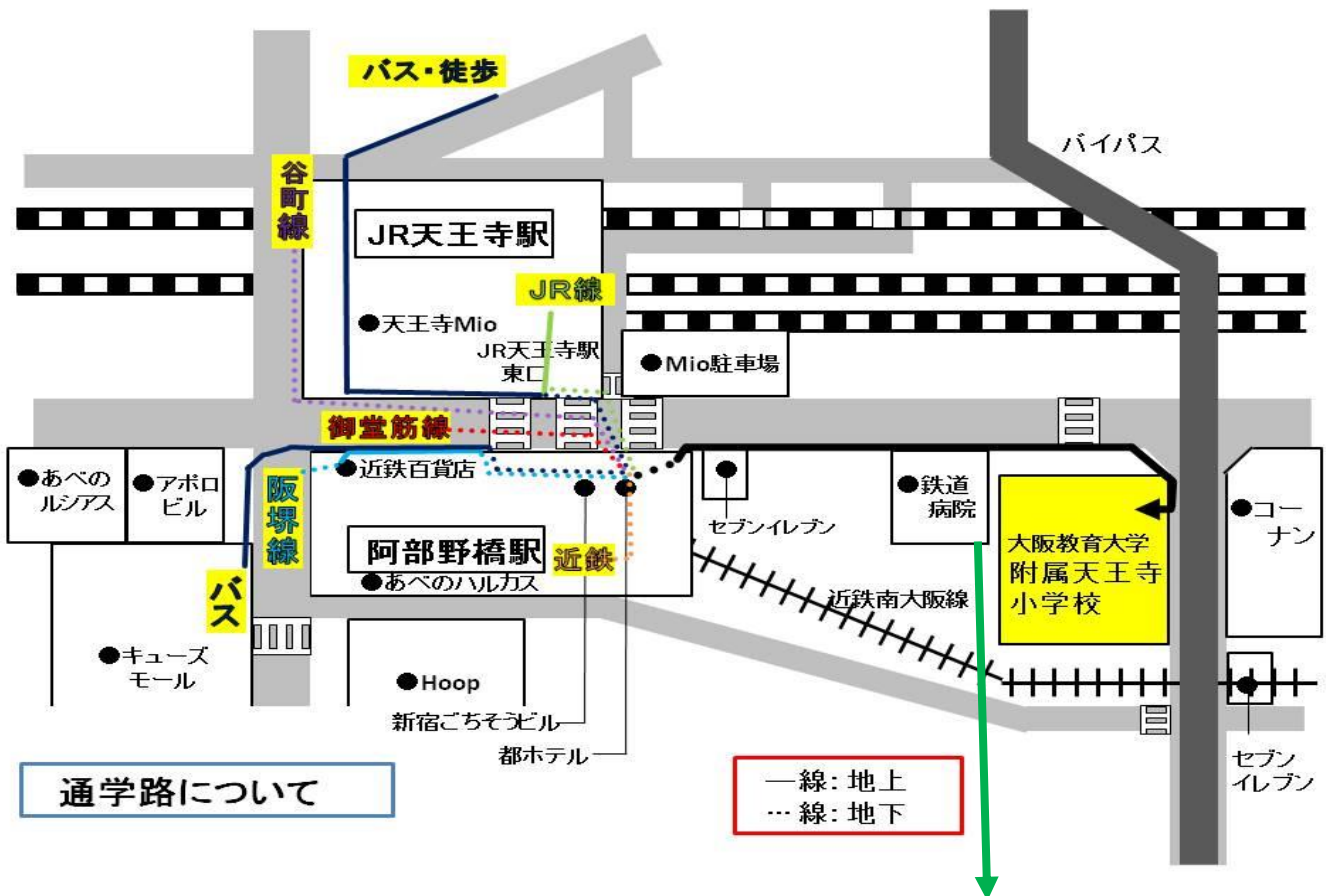 バス・徒歩
バイパス
谷町線
JR天王寺駅
JR線
●天王寺Mio
JR天王寺駅
東口
●Mio駐車場
御堂筋線
●あべの
ルシアス
●アポロ
ビル
阪堺線
●近鉄百貨店
セブンイレブン
●鉄道
病院
●コー
ナン
阿部野橋駅
近鉄
●あべのハルカス
大阪教育大学
附属天王寺
小学校
バス
近鉄南大阪線
●キューズ
モール
●Hoop
新宿ごちそうビル
都ホテル
セブン
イレブン
通学路について
―線：地上
…線：地下